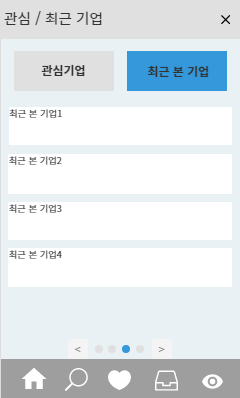 관심 / 최근 기업
관심기업 최근 본 기업
최근 본 기업1
최근 본 기업2
최근 본 기업3
최근 본 기업4
< >